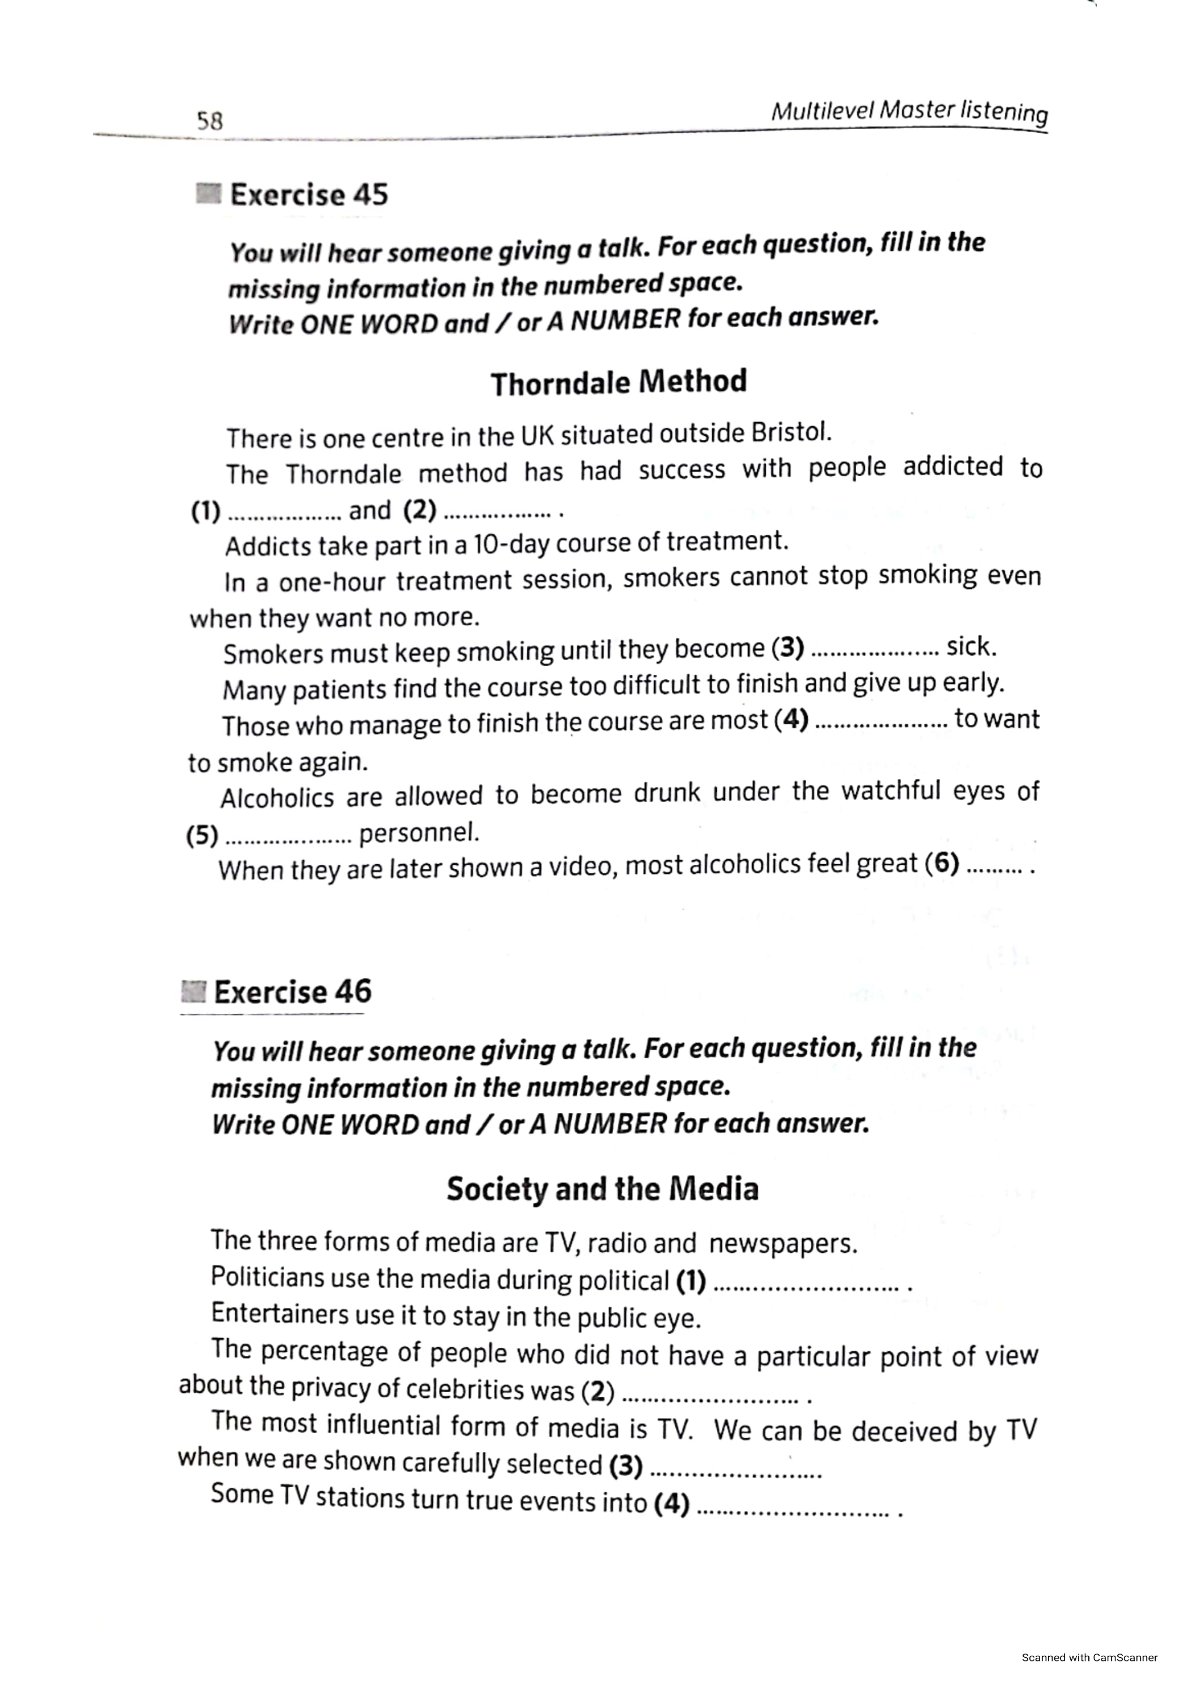 58
Multilevel Master listening
Exercise 45
You will hear someone giving a talk. For each question, fill in the
missing information in the numbered space.
Write ONE WORD and / or A NUMBER for each answer.
Thorndale Method
There is one centre in the UK situated outside Bristol.
The Thorndale method has had success with people addicted to
(1) .................. and (2) ................. .
Addicts take part in a 10-day course of treatment.
In a one-hour treatment session, smokers cannot stop smoking even
when they want no more.
Smokers must keep smoking until they become (3) .................... sick.
Many patients find the course too difficult to finish and give up early.
Those who manage to finish the course are most (4) ..................... to want
to smoke again.
Alcoholics are allowed to become drunk under the watchful eyes of
(5) .................... personnel.
When they are later shown a video, most alcoholics feel great (6) ......... .
Exercise 46
You will hear someone giving a talk. For each question, fill in the
missing information in the numbered space.
Write ONE WORD and / or A NUMBER for each answer.
Society and the Media
The three forms of media are TV, radio and newspapers.
Politicians use the media during political (1) ............................ .
Entertainers use it to stay in the public eye.
The percentage of people who did not have a particular point of view
about the privacy of celebrities was (2) ........................... .
The most influential form of media is TV. We can be deceived by TV
when we are shown carefully selected (3) ..........................
Some TV stations turn true events into (4) ............................. .
Scanned with CamScanner